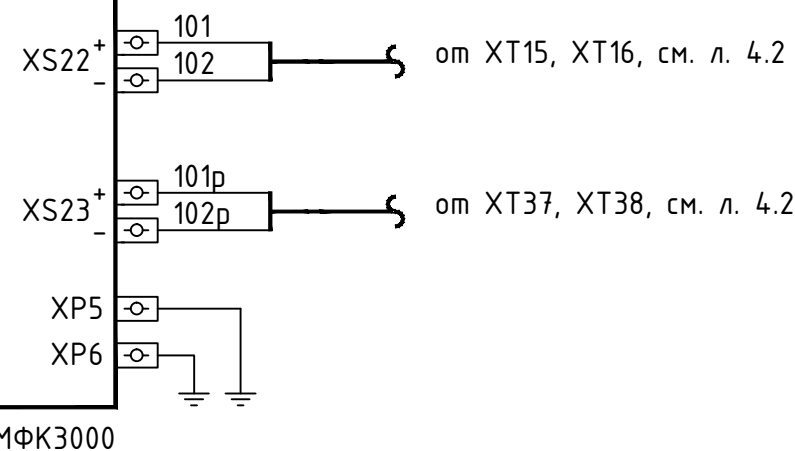 101
XS22 +
102
–
от XT15, XT16, см. л. 4.2
101р
XS23 +
102р
–
от XT37, XT38, см. л. 4.2
XP5
XP6
МФК3000